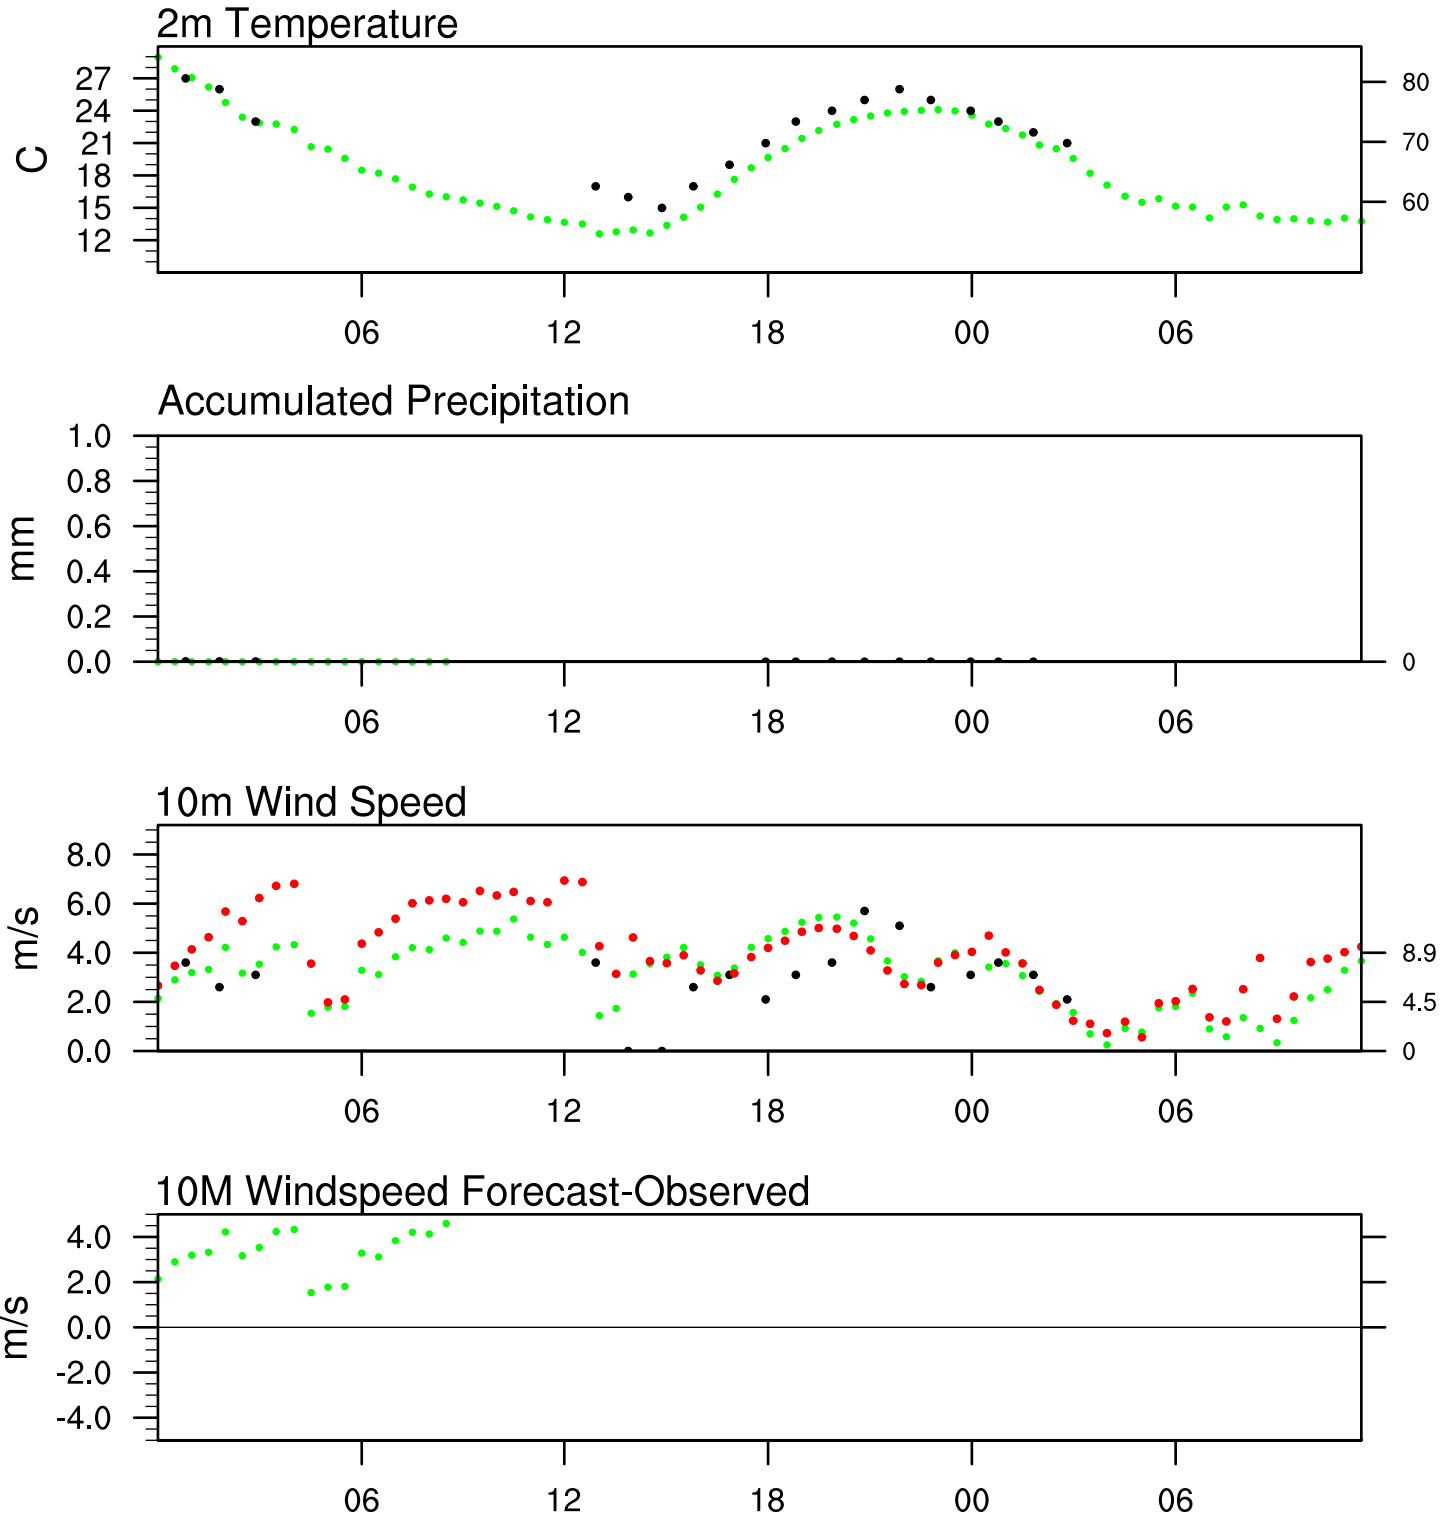 2m Temperature
27
24
21
18
15
12
C
80
70
60
06 12 18 00 06
Accumulated Precipitation
1.0
0.8
0.6
0.4
0.2
0.0
mm
0
06 12 18 00 06
10m Wind Speed
8.0
6.0
4.0
2.0
0.0
m/s
8.9
4.5
0
06 12 18 00 06
10M Windspeed Forecast-Observed
4.0
2.0
0.0
-2.0
-4.0
m/s
06 12 18 00 06